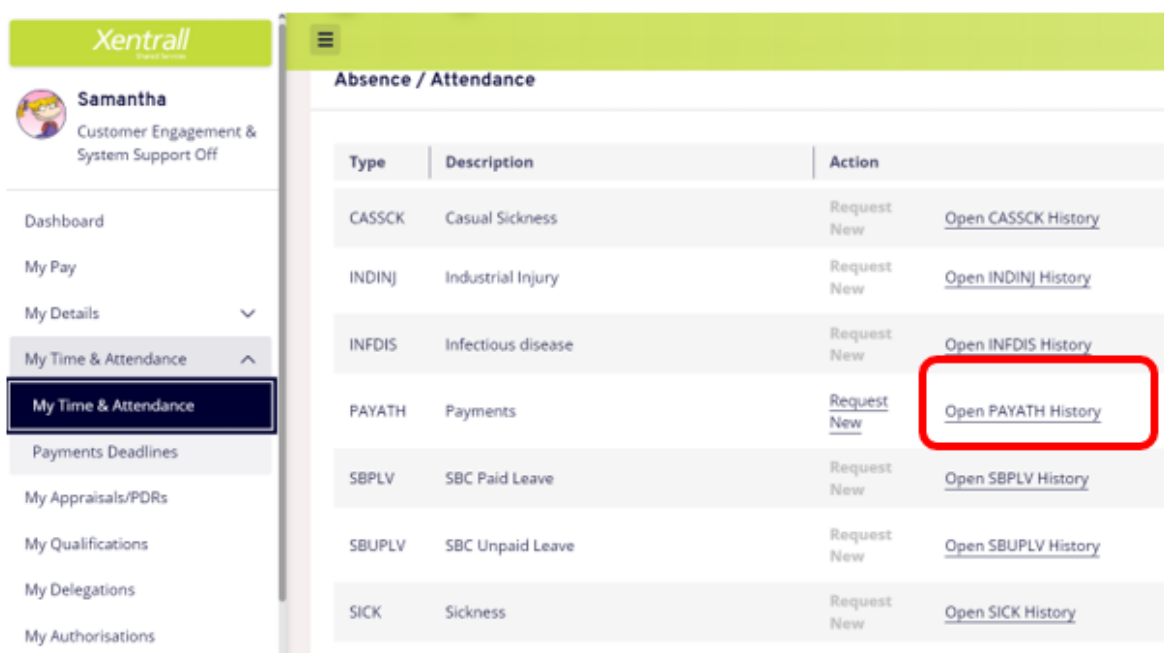 Xentrall
Shared Services
Samantha
Customer Engagement &
System Support Off
Dashboard
My Pay
My Details
My Time & Attendance
My Time & Attendance
Payments Deadlines
My Appraisals/PDRs
My Qualifications
My Delegations
My Authorisations
Absence / Attendance
Type Description Action
CASSCK Casual Sickness Request New Open CASSCK History
INDINJ Industrial Injury Request New Open INDINJ History
INFDIS Infectious disease Request New Open INFDIS History
PAYATH Payments Request New Open PAYATH History
SBPLV SBC Paid Leave Request New Open SBPLV History
SBUPLV SBC Unpaid Leave Request New Open SBUPLV History
SICK Sickness Request New Open SICK History